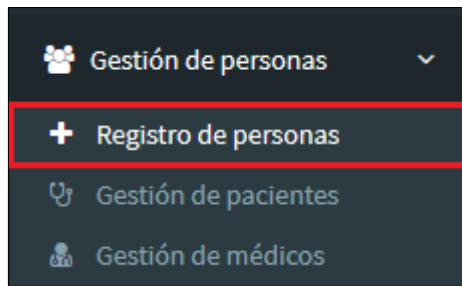 Gestión de personas
Registro de personas
Gestión de pacientes
Gestión de médicos